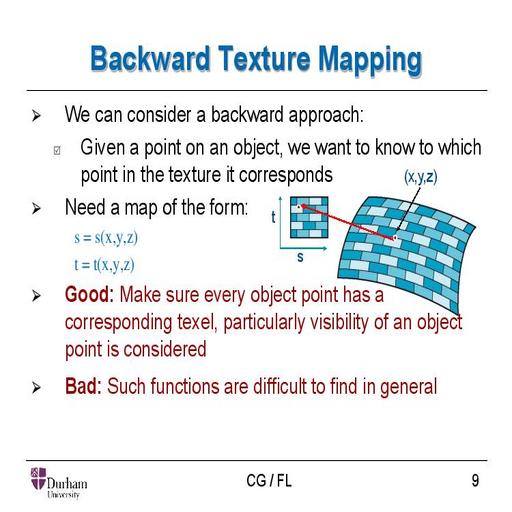 Backward Texture Mapping
We can consider a backward approach:
Given a point on an object, we want to know to which
point in the texture it corresponds
(x,y,z)
Need a map of the form:
t
s = s(x,y,z)
s
t = t(x,y,z)
Good: Make sure every object point has a
corresponding texel, particularly visibility of an object
point is considered
Bad: Such functions are difficult to find in general
Durham
University
CG / FL
9